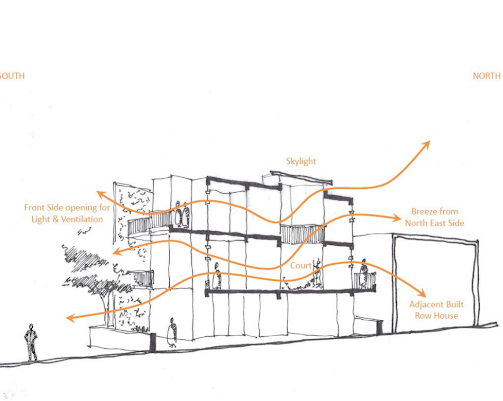 SOUTH
NORTH
Skylight
Front Side opening for
Light & Ventilation
Breeze from
North East Side
Court
Adjacent Built
Row House